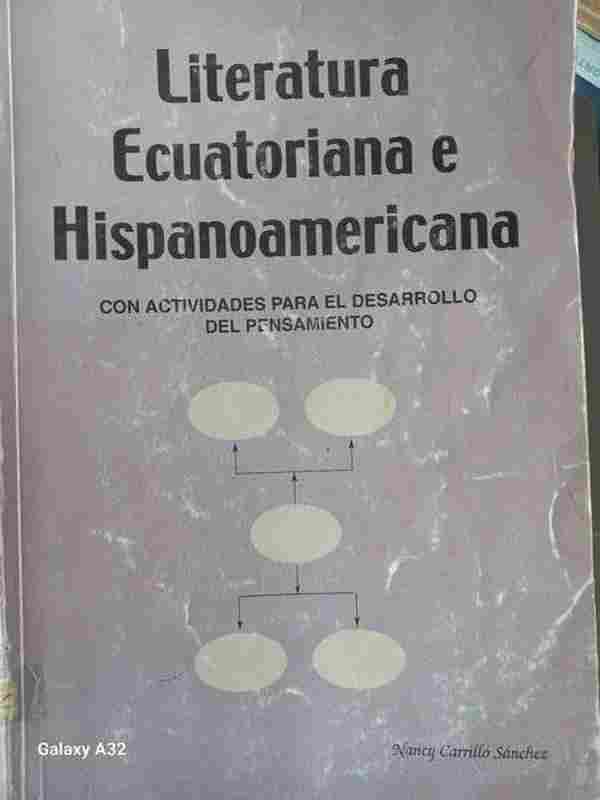 Literatura
Ecuatoriana e
Hispanoamericana
CON ACTIVIDADES PARA EL DESARROLLO
DEL PENSAMIENTO
Galaxy A32
Nancy Carrillo Sánchez